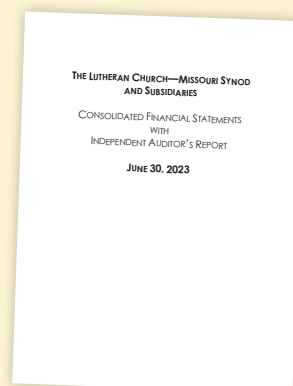 THE LUTHERAN CHURCH—MISSOURI SYNOD
AND SUBSIDIARIES
CONSOLIDATED FINANCIAL STATEMENTS
WITH
INDEPENDENT AUDITOR'S REPORT
JUNE 30, 2023